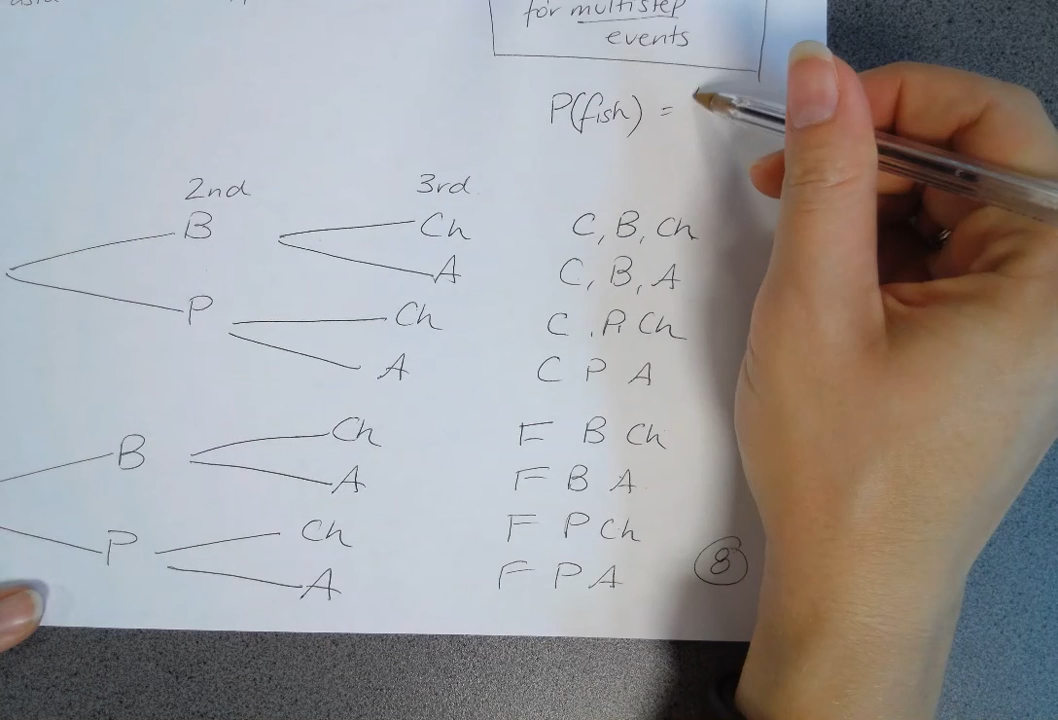 for multistep
events
P(fish) =
2nd 3rd
B Ch C, B, Ch
A C, B, A
P Ch C, P, Ch
A C P A
B Ch F B Ch
A F B A
P Ch F P Ch
A F P A
8